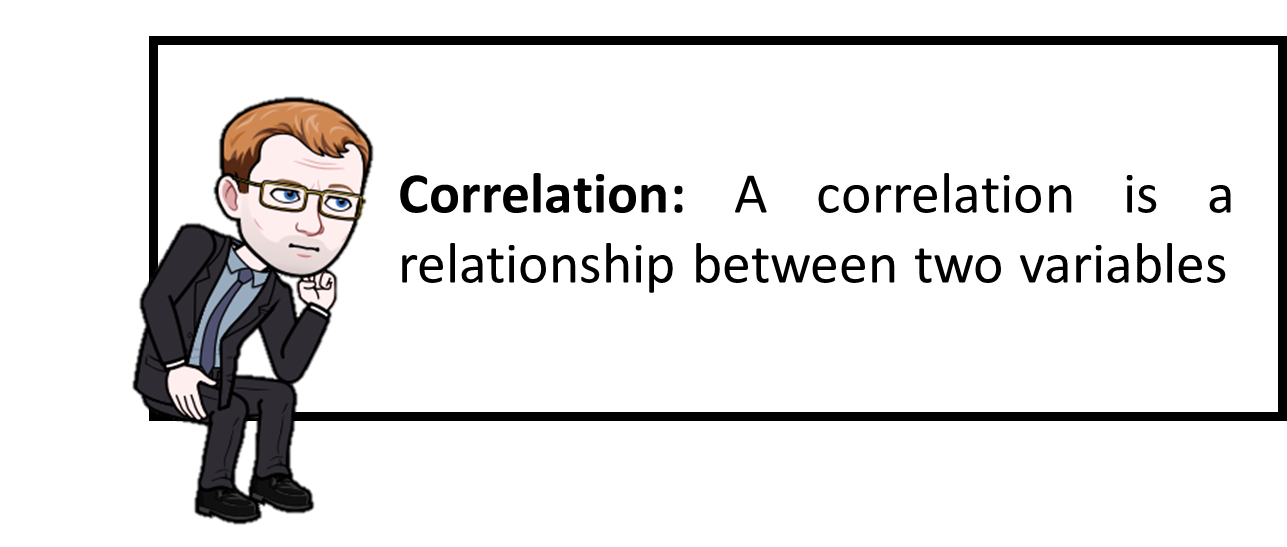 Correlation: A correlation is a
relationship between two variables